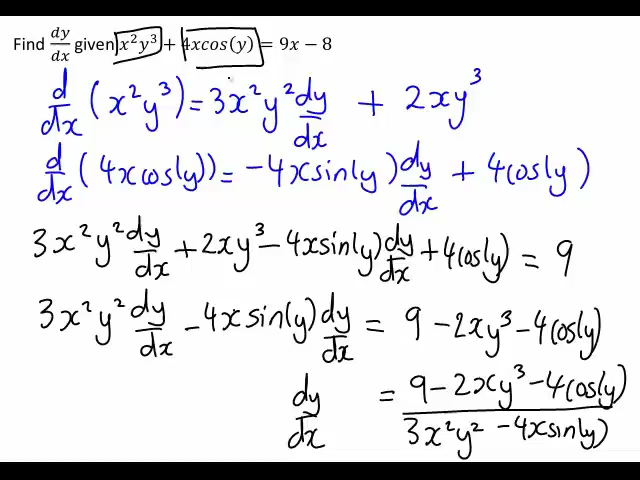 Find dy/dx given x²y³ + 4xcos(y) = 9x − 8
d/dx (x²y³) = 3x²y² dy/dx + 2xy³
d/dx (4xcos(y)) = −4xsin(y) dy/dx + 4cos(y)
3x²y² dy/dx + 2xy³ − 4xsin(y) dy/dx + 4cos(y) = 9
3x²y² dy/dx − 4xsin(y) dy/dx = 9 − 2xy³ − 4cos(y)
dy/dx = (9 − 2xy³ − 4cos(y))/(3x²y² − 4xsin(y))